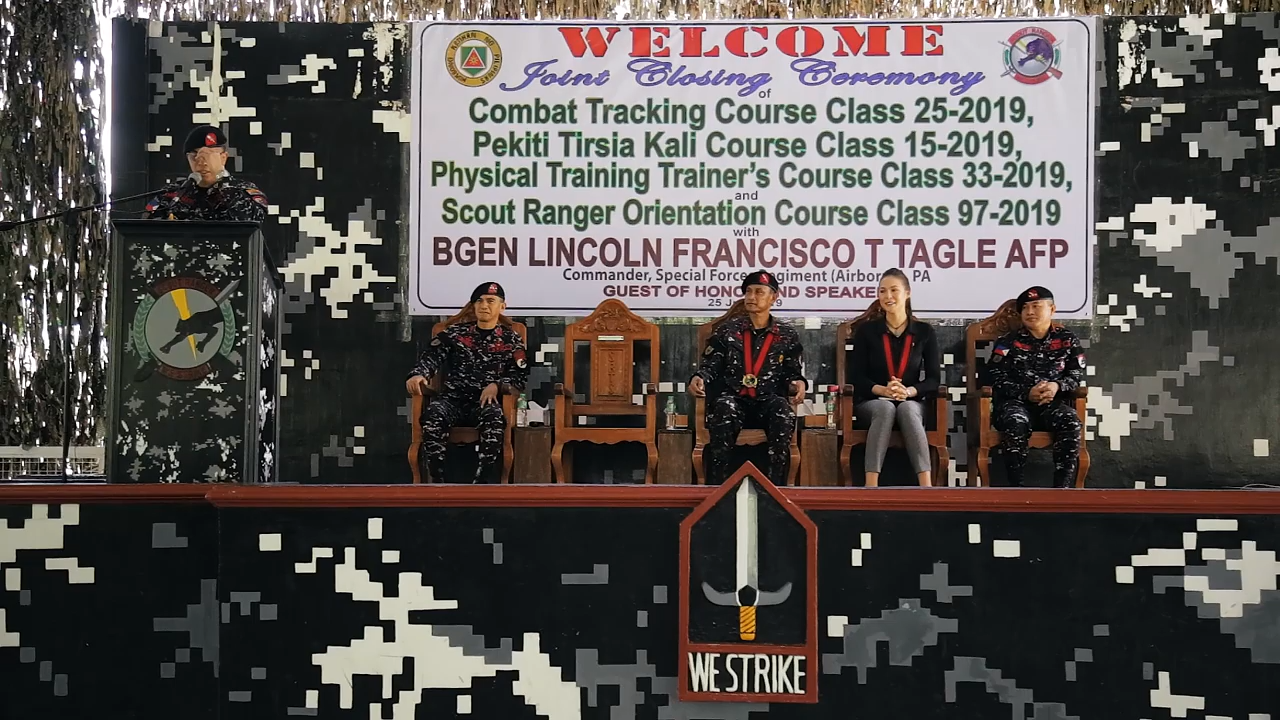 WELCOME
Joint Closing Ceremony
of
Combat Tracking Course Class 25-2019,
Pekiti Tirsia Kali Course Class 15-2019,
Physical Training Trainer's Course Class 33-2019,
and
Scout Ranger Orientation Course Class 97-2019
with
BGEN LINCOLN FRANCISCO T TAGLE AFP
Commander, Special Forces Regiment PA
GUEST OF HONOR AND SPEAKER
25
WE STRIKE